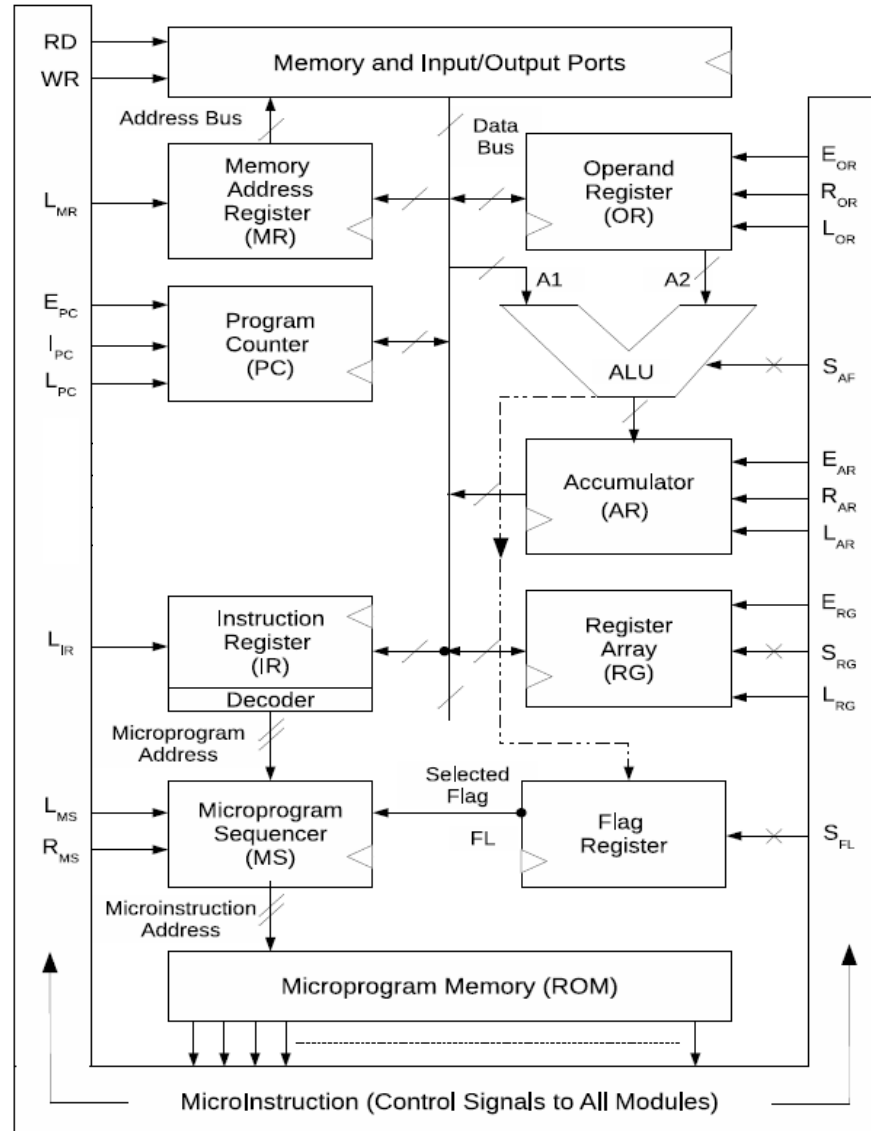 RD
Memory and Input/Output Ports
WR
Address Bus
Data
Bus
Memory
Address
Register
(MR)
Operand
Register
(OR)
E_OR
R_OR
L_OR
L_MR
A1
A2
E_PC
I_PC
L_PC
Program
Counter
(PC)
ALU
S_AF
Accumulator
(AR)
E_AR
R_AR
L_AR
L_IR
Instruction
Register
(IR)
Decoder
Register
Array
(RG)
E_RG
S_RG
L_RG
Microprogram
Address
Selected
Flag
FL
L_MS
R_MS
Microprogram
Sequencer
(MS)
Flag
Register
S_FL
Microinstruction
Address
Microprogram Memory (ROM)
MicroInstruction (Control Signals to All Modules)